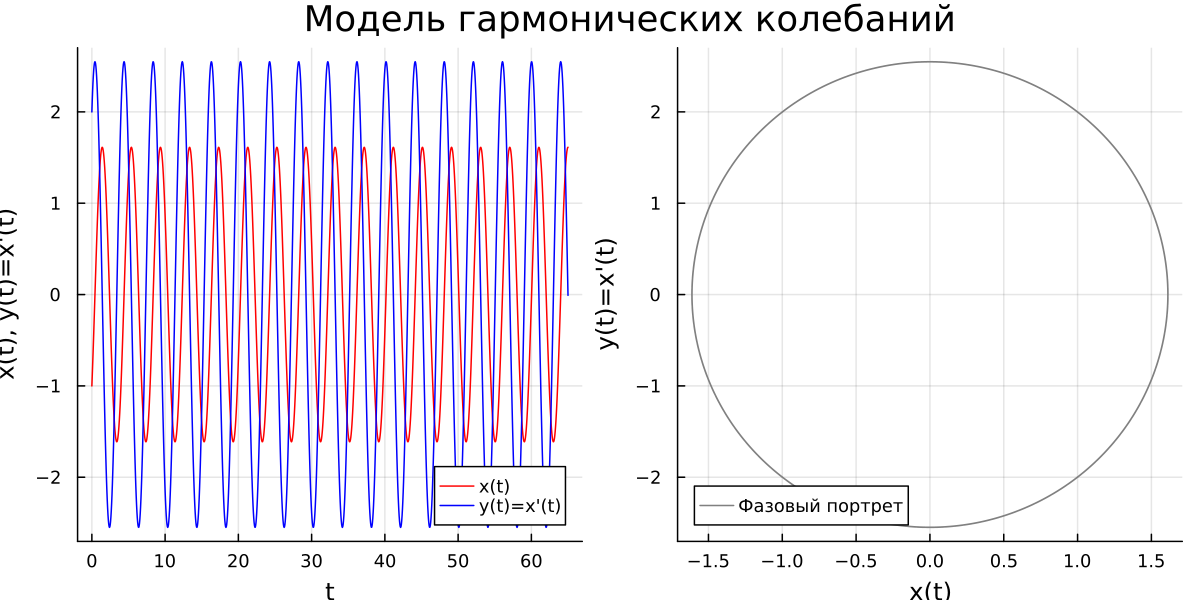 Модель гармонических колебаний
x(t), y(t)=x'(t)
2
1
0
−1
−2
0 10 20 30 40 50 60
t
x(t)
y(t)=x'(t)
y(t)=x'(t)
2
1
0
−1
−2
−1.5 −1.0 −0.5 0.0 0.5 1.0 1.5
x(t)
Фазовый портрет